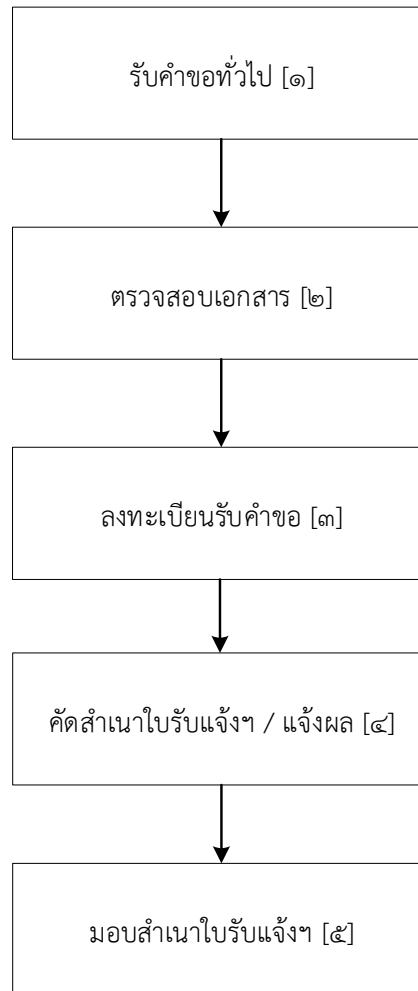 รับคำขอทั่วไป [๑]
ตรวจสอบเอกสาร [๒]
ลงทะเบียนรับคำขอ [๓]
คัดสำเนาใบรับแจ้งฯ / แจ้งผล [๔]
มอบสำเนาใบรับแจ้งฯ [๕]